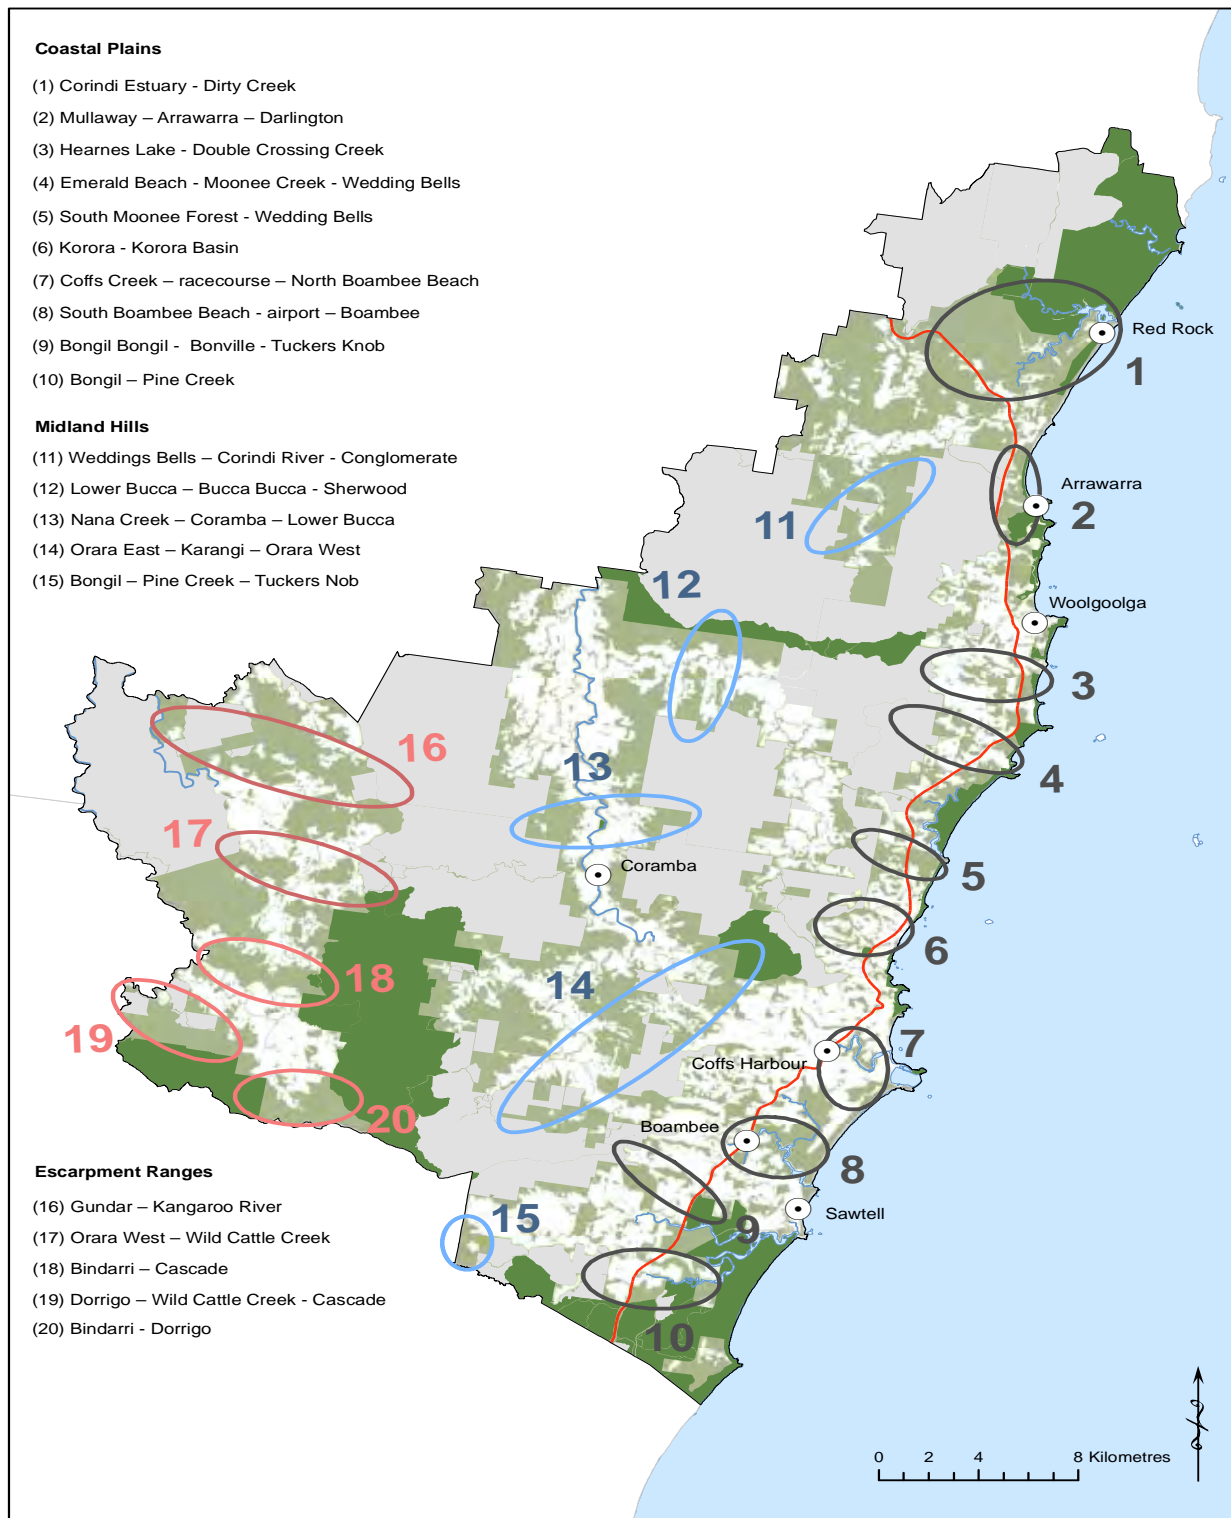 Coastal Plains
(1) Corindi Estuary - Dirty Creek
(2) Mullaway – Arrawarra – Darlington
(3) Hearnes Lake - Double Crossing Creek
(4) Emerald Beach - Moonee Creek - Wedding Bells
(5) South Moonee Forest - Wedding Bells
(6) Korora - Korora Basin
(7) Coffs Creek – racecourse – North Boambee Beach
(8) South Boambee Beach - airport – Boambee
(9) Bongil Bongil - Bonville - Tuckers Knob
(10) Bongil – Pine Creek
Midland Hills
(11) Weddings Bells – Corindi River - Conglomerate
(12) Lower Bucca – Bucca Bucca - Sherwood
(13) Nana Creek – Coramba – Lower Bucca
(14) Orara East – Karangi – Orara West
(15) Bongil – Pine Creek – Tuckers Nob
Red Rock
1
Arrawarra
2
11
12
Woolgoolga
3
16
13
4
17
Coramba
5
6
18
14
19
7
Coffs Harbour
20
Boambee
8
Escarpment Ranges
(16) Gundar – Kangaroo River
(17) Orara West – Wild Cattle Creek
(18) Bindarri – Cascade
(19) Dorrigo – Wild Cattle Creek - Cascade
(20) Bindarri - Dorrigo
15
Sawtell
9
10
0 2 4 8 Kilometres